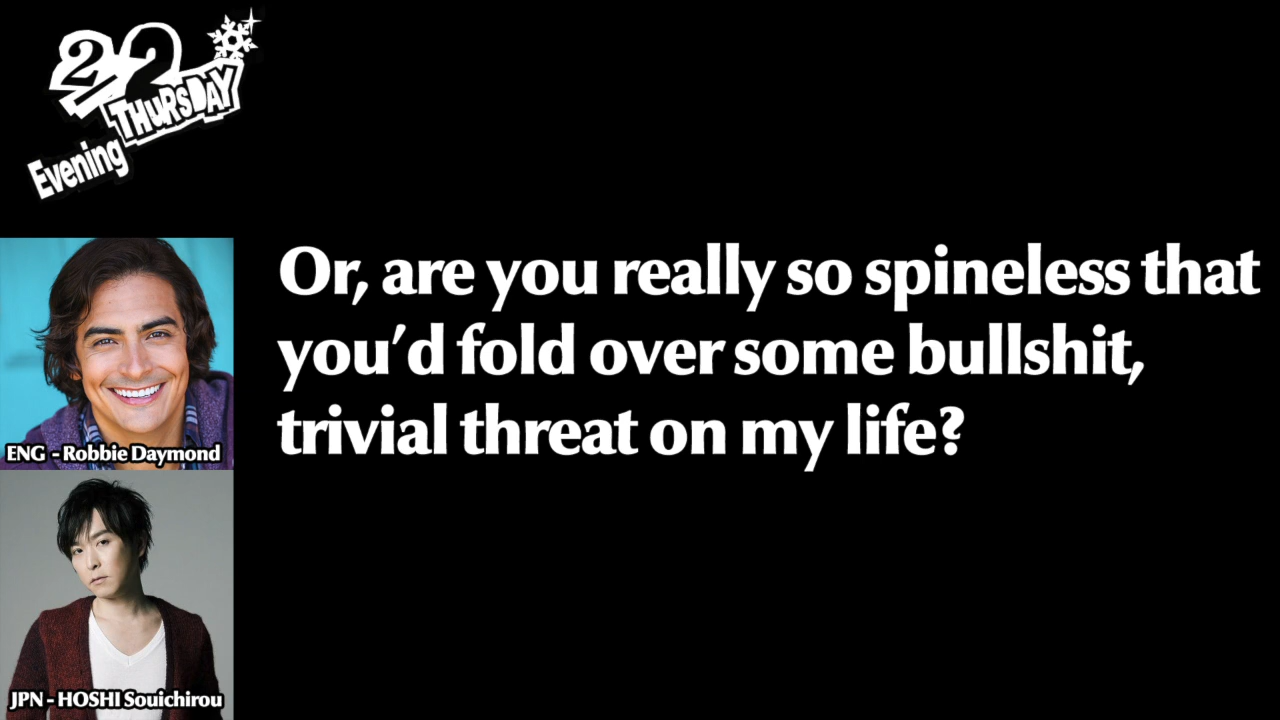 2/2
THURSDAY
Evening
Or, are you really so spineless that
you’d fold over some bullshit,
trivial threat on my life?
ENG - Robbie Daymond
JPN - HOSHI Souichirou